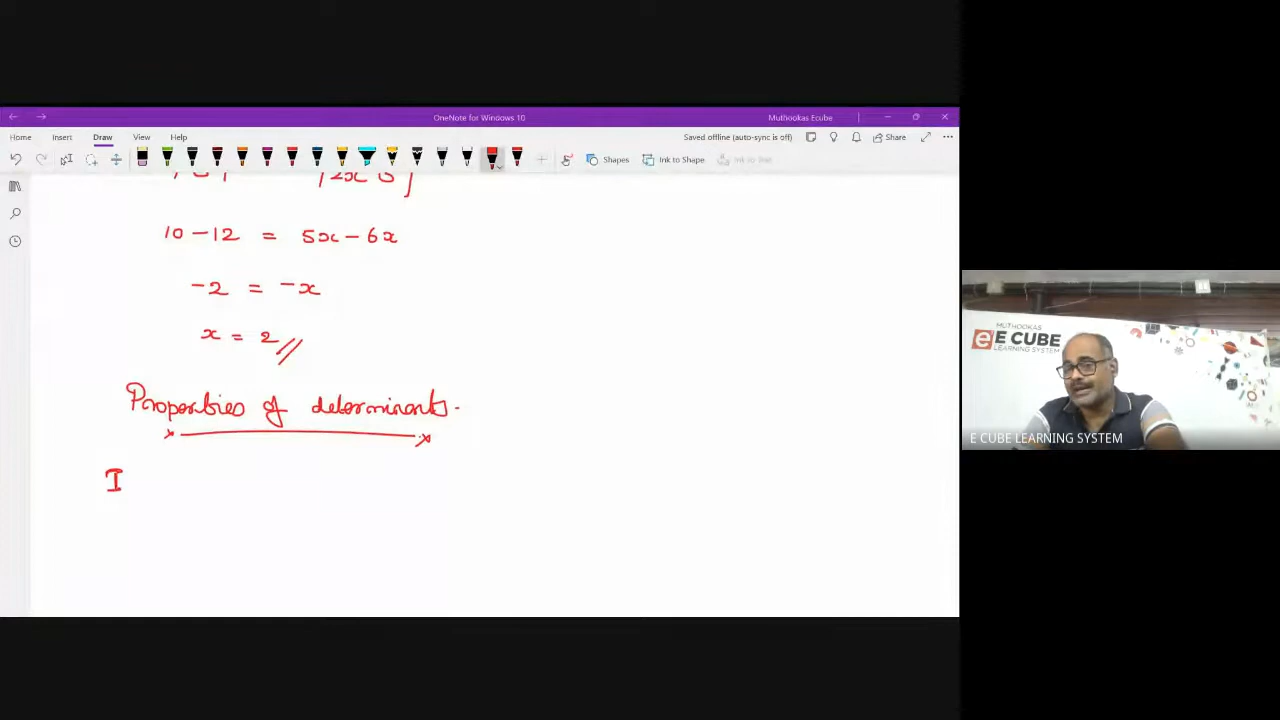 OneNote for Windows 10
Muthookas Ecube
Home Insert Draw View Help
Saved offline (auto-sync is off)
Share
Shapes
Ink to Shape
10 - 12 = 5x - 6x
-2 = -x
x = 2 //
Properties of determinants.
I
MUTHOOKAS
e E CUBE
LEARNING SYSTEM
E CUBE LEARNING SYSTEM